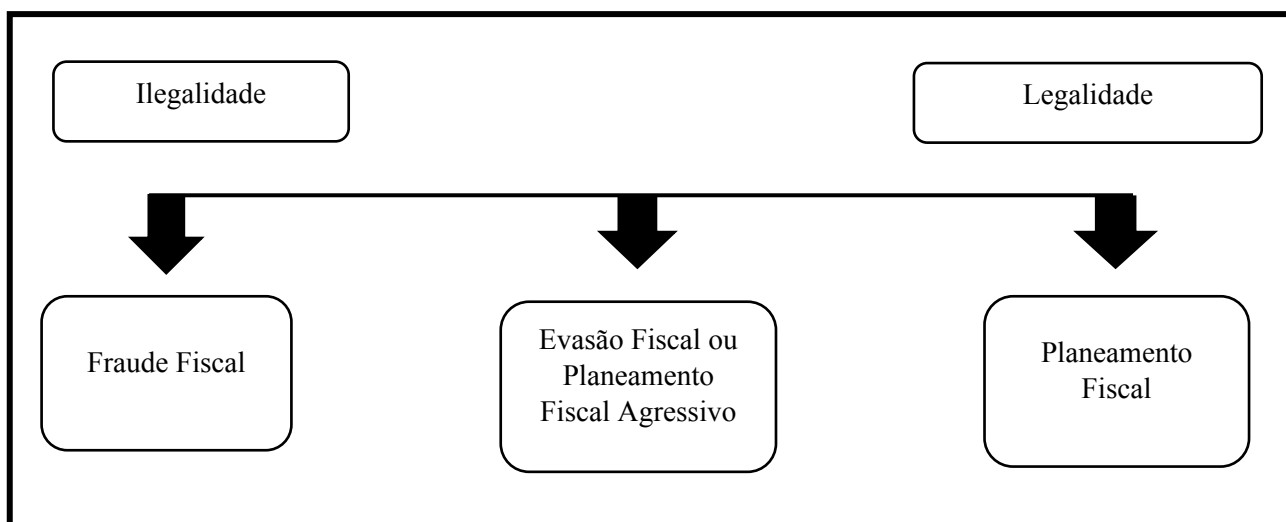 Ilegalidade
Legalidade
Fraude Fiscal
Evasão Fiscal ou
Planeamento
Fiscal Agressivo
Planeamento
Fiscal